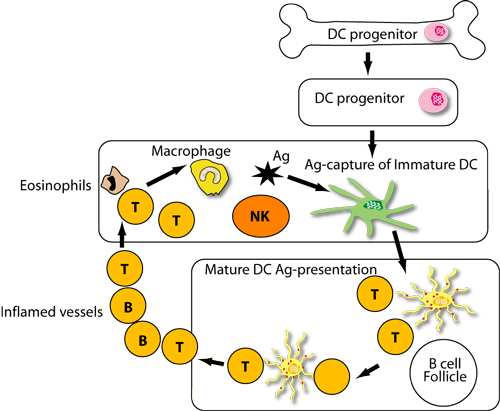 DC progenitor
DC progenitor
Macrophage
Ag
Ag-capture of Immature DC
Eosinophils
T
T
NK
T
Mature DC Ag-presentation
T
Inflamed vessels
B
B
T
T
T
B cell
Follicle